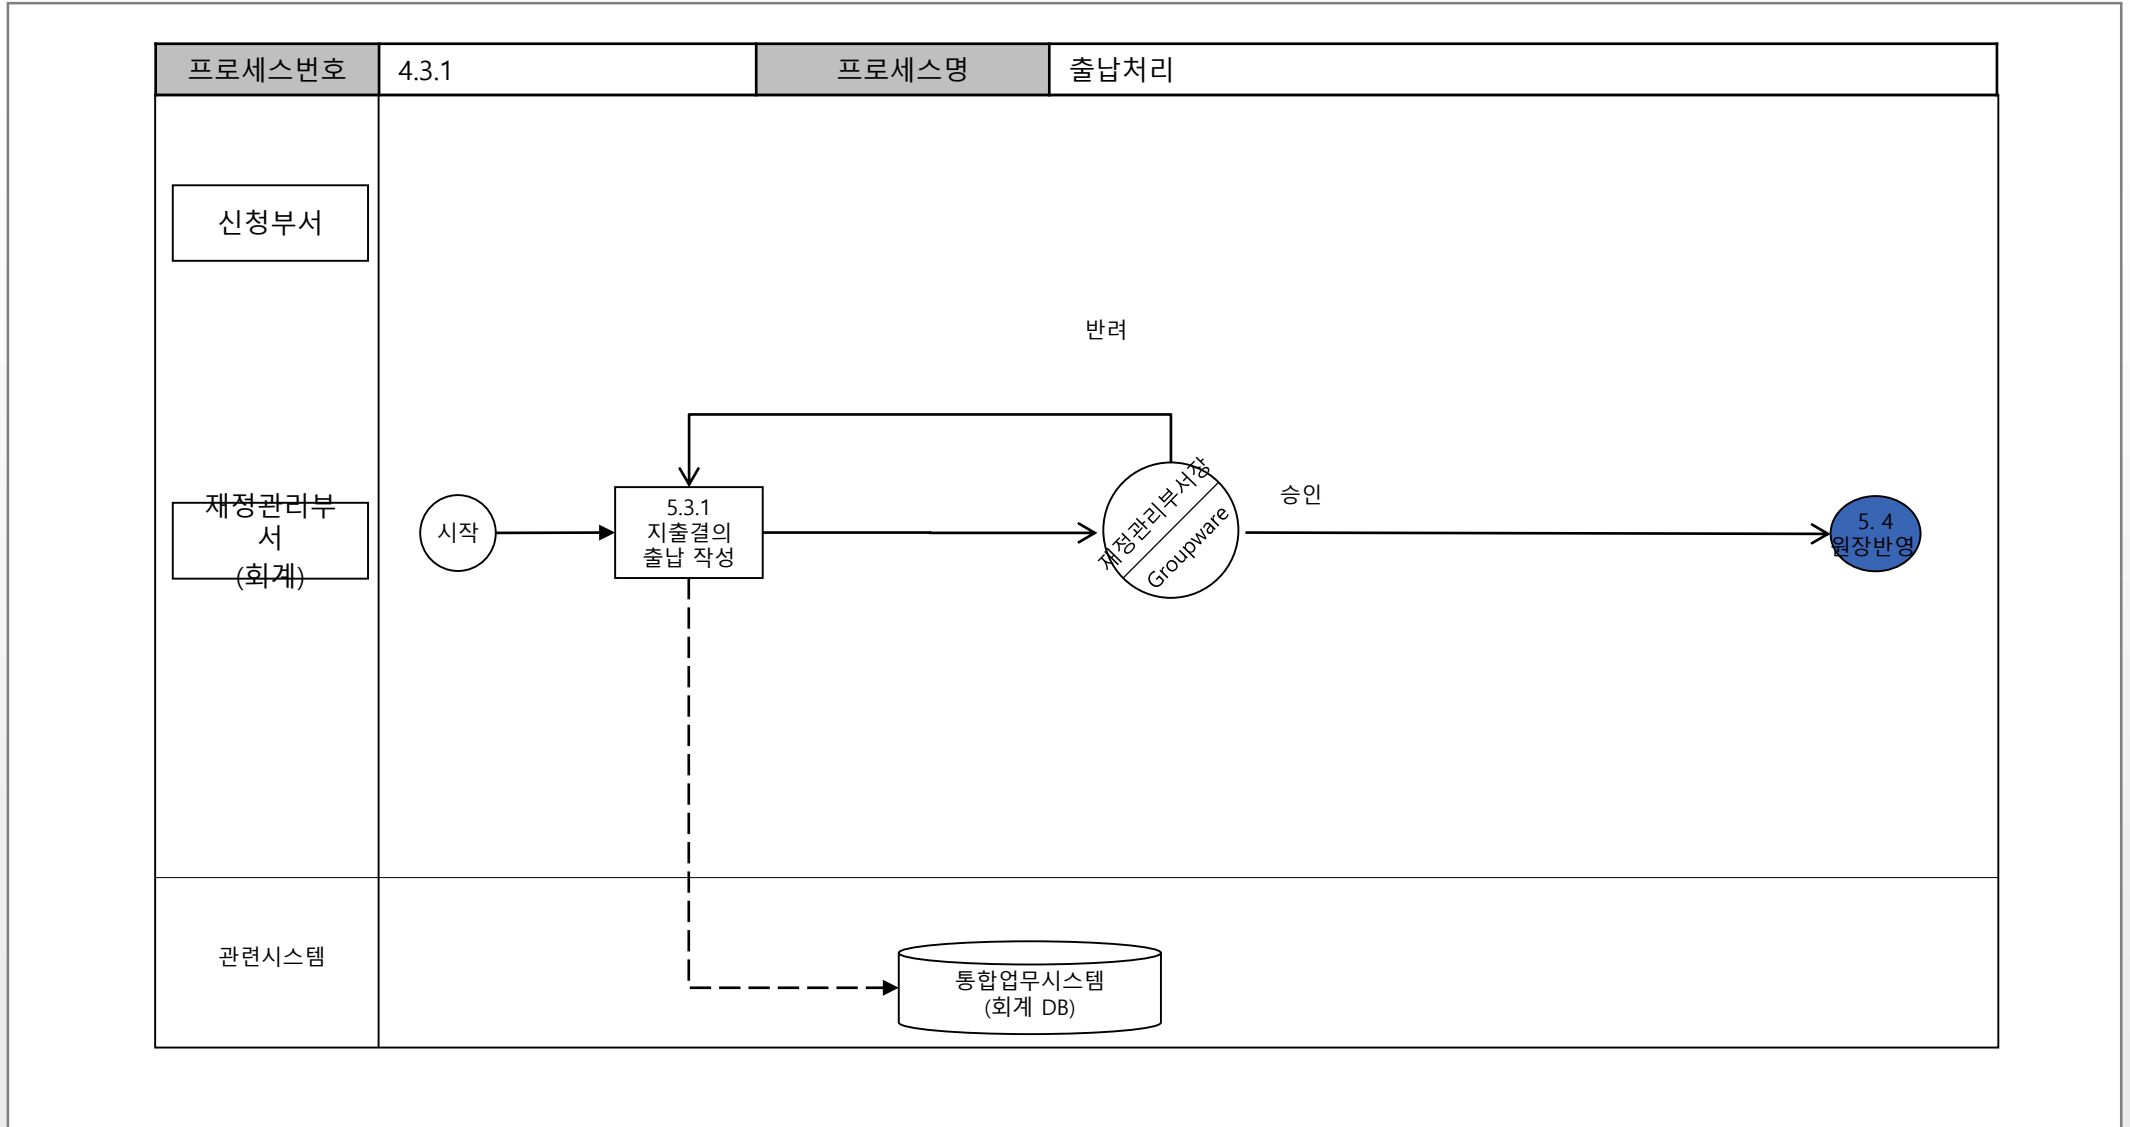 프로세스번호
4.3.1
프로세스명
출납처리
신청부서
반려
재정관리부
서
(회계)
시작
5.3.1
지출결의
출납 작성
재정관리부서장
Groupware
승인
5. 4
원장반영
관련시스템
통합업무시스템
(회계 DB)